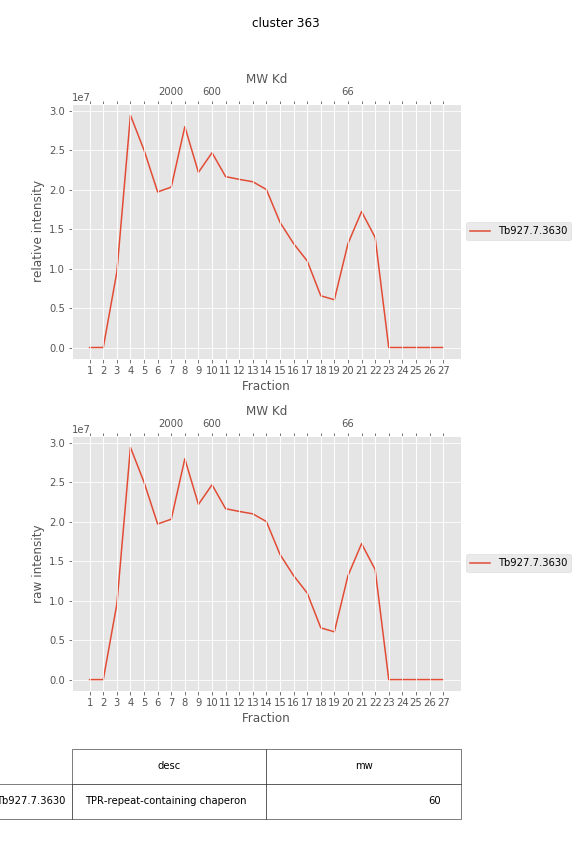 cluster 363
MW Kd
1e7 2000 600 66
3.0
2.5
2.0
1.5
1.0
0.5
0.0
relative intensity
Tb927.7.3630
1 2 3 4 5 6 7 8 9 10 11 12 13 14 15 16 17 18 19 20 21 22 23 24 25 26 27
Fraction
MW Kd
1e7 2000 600 66
3.0
2.5
2.0
1.5
1.0
0.5
0.0
raw intensity
Tb927.7.3630
1 2 3 4 5 6 7 8 9 10 11 12 13 14 15 16 17 18 19 20 21 22 23 24 25 26 27
Fraction
desc mw
Tb927.7.3630 TPR-repeat-containing chaperon 60